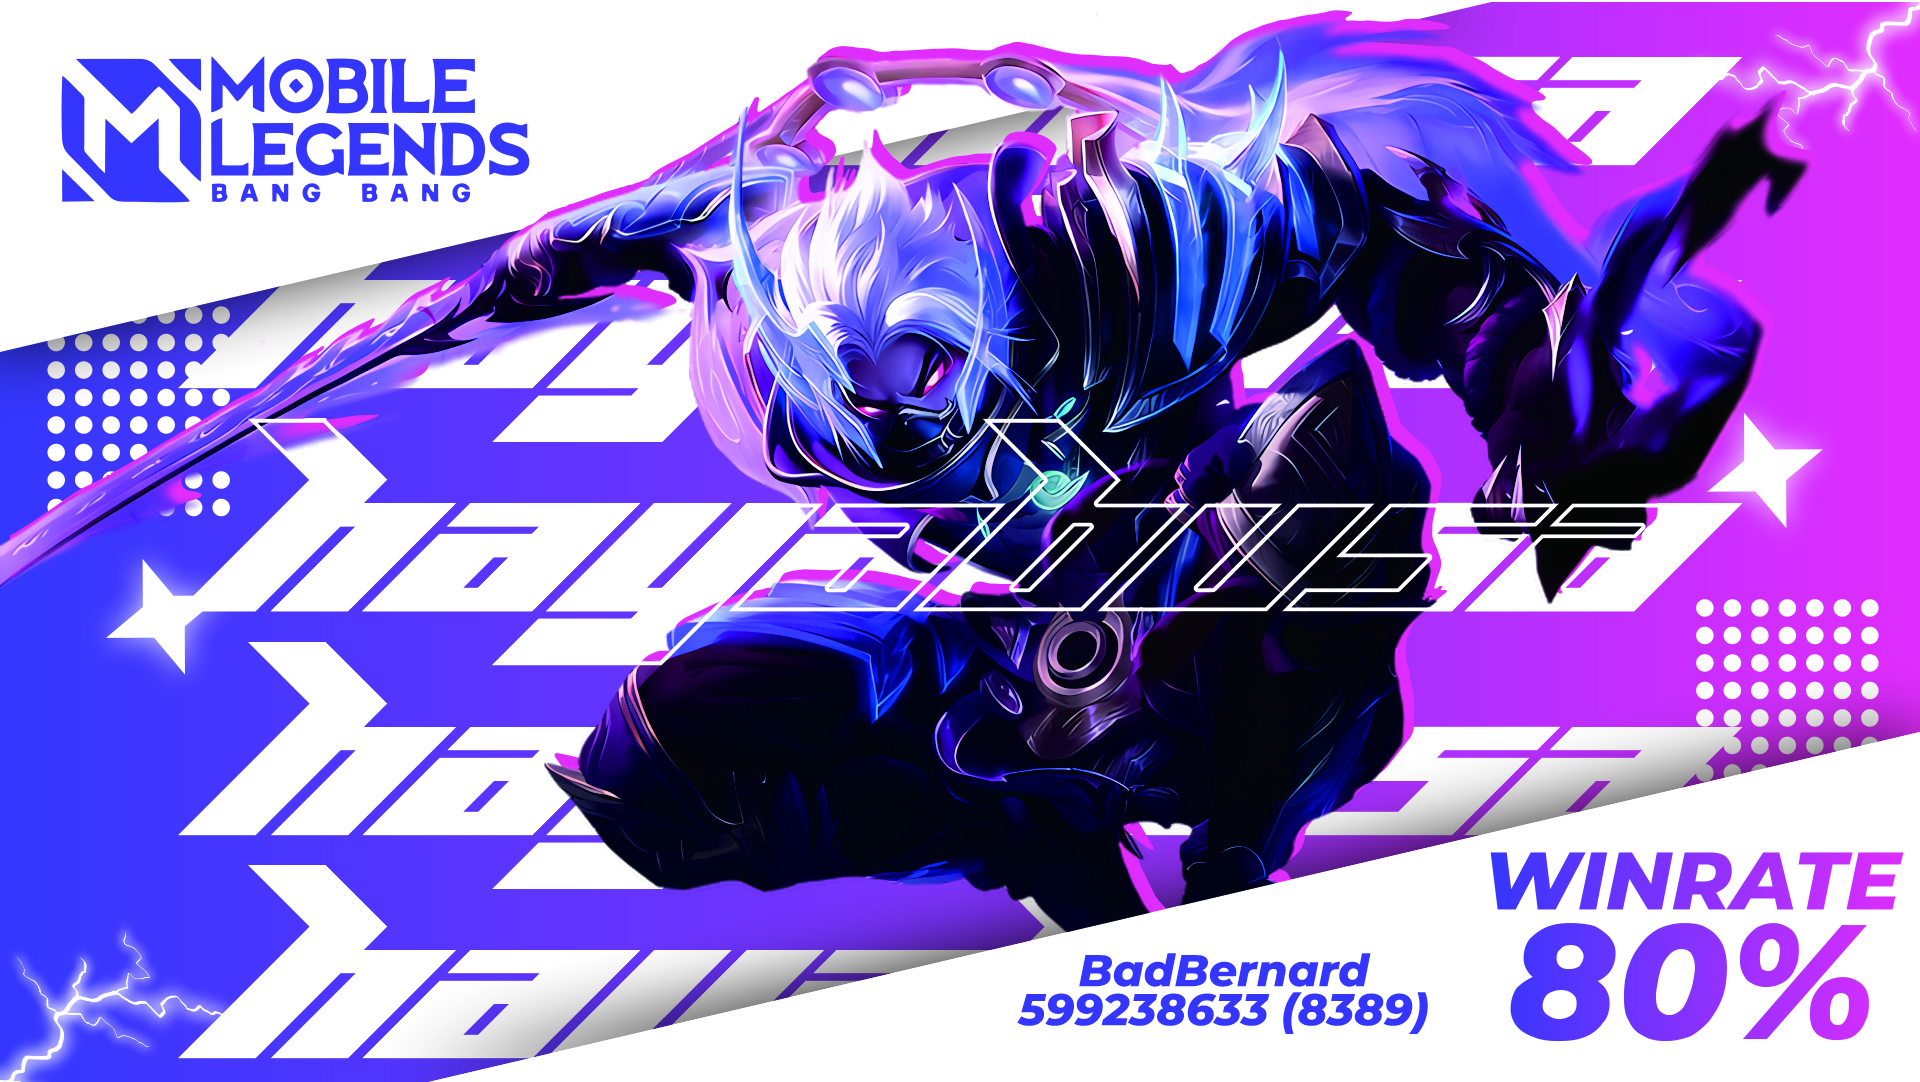 MOBILE
LEGENDS
BANG BANG
hayabusa
WINRATE
80%
BadBernard
599238633 (8389)